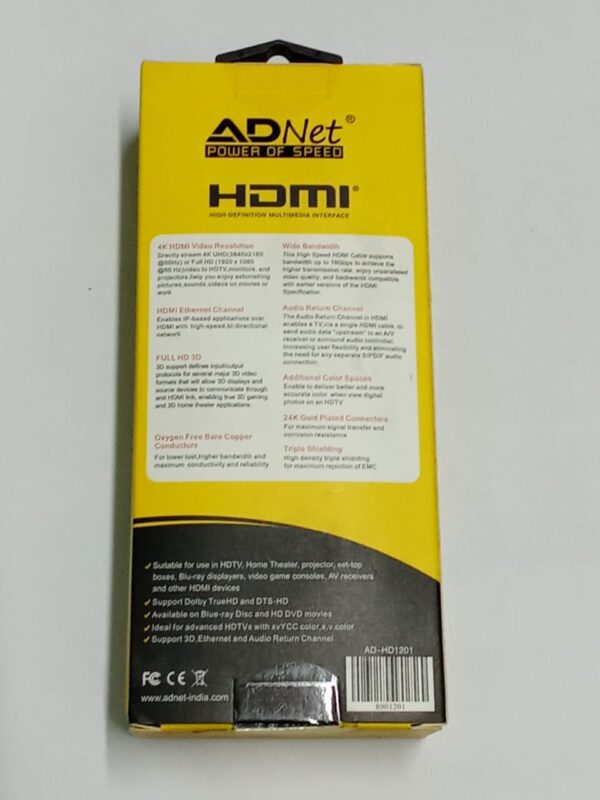 ADNet®
POWER OF SPEED
HDMI®
HIGH DEFINITION MULTIMEDIA INTERFACE
4K HDMI Video Resolution
Directly stream 4K UHD(3840x2160
@60Hz) or Full HD (1920 x 1080
@60 Hz)video to HDTV,monitors, and
projectors,help you enjoy astonishing
pictures,sounds,videos on movies or
work
HDMI Ethernet Channel
Enables IP-based applications over
HDMI with high-speed,bi-directional
network
FULL HD 3D
3D support defines input/output
protocols for several major 3D video
formats that will allow 3D displays and
source devices to communicate through
and HDMI link, enabling true 3D gaming
and 3D home theater applications.
Oxygen Free Bare Copper
Conductors
For lower lost,higher bandwidth and
maximum conductivity and reliability
Wide Bandwidth
This High Speed HDMI Cable supports
bandwidth up to 18Gbps to achieve the
higher transmission rate, enjoy unparalleled
video quality, and backwards compatible
with earlier versions of the HDMI
Specification.
Audio Return Channel
The Audio Return Channel in HDMI
enables a TV,via a single HDMI cable, to
send audio data "upstream" to an A/V
receiver or surround audio controller,
increasing user flexibility and eliminating
the need for any separate S/PDIF audio
connection.
Additional Color Spaces
Enable to deliver better and more
accurate color when view digital
photos on an HDTV
24K Gold Plated Connectors
For maximum signal transfer and
corrosion resistance
Triple Shielding
High density triple shielding
for maximum rejection of EMC
✓ Suitable for use in HDTV, Home Theater, projector, set-top
boxes, Blu-ray displayers, video game consoles, AV receivers
and other HDMI devices
✓ Support Dolby TrueHD and DTS-HD
✓ Available on Blue-ray Disc and HD DVD movies
✓ Ideal for advanced HDTVs with xvYCC color,x.v.color
✓ Support 3D,Ethernet and Audio Return Channel
AD-HD1201
FC CE
www.adnet-india.com
8901201